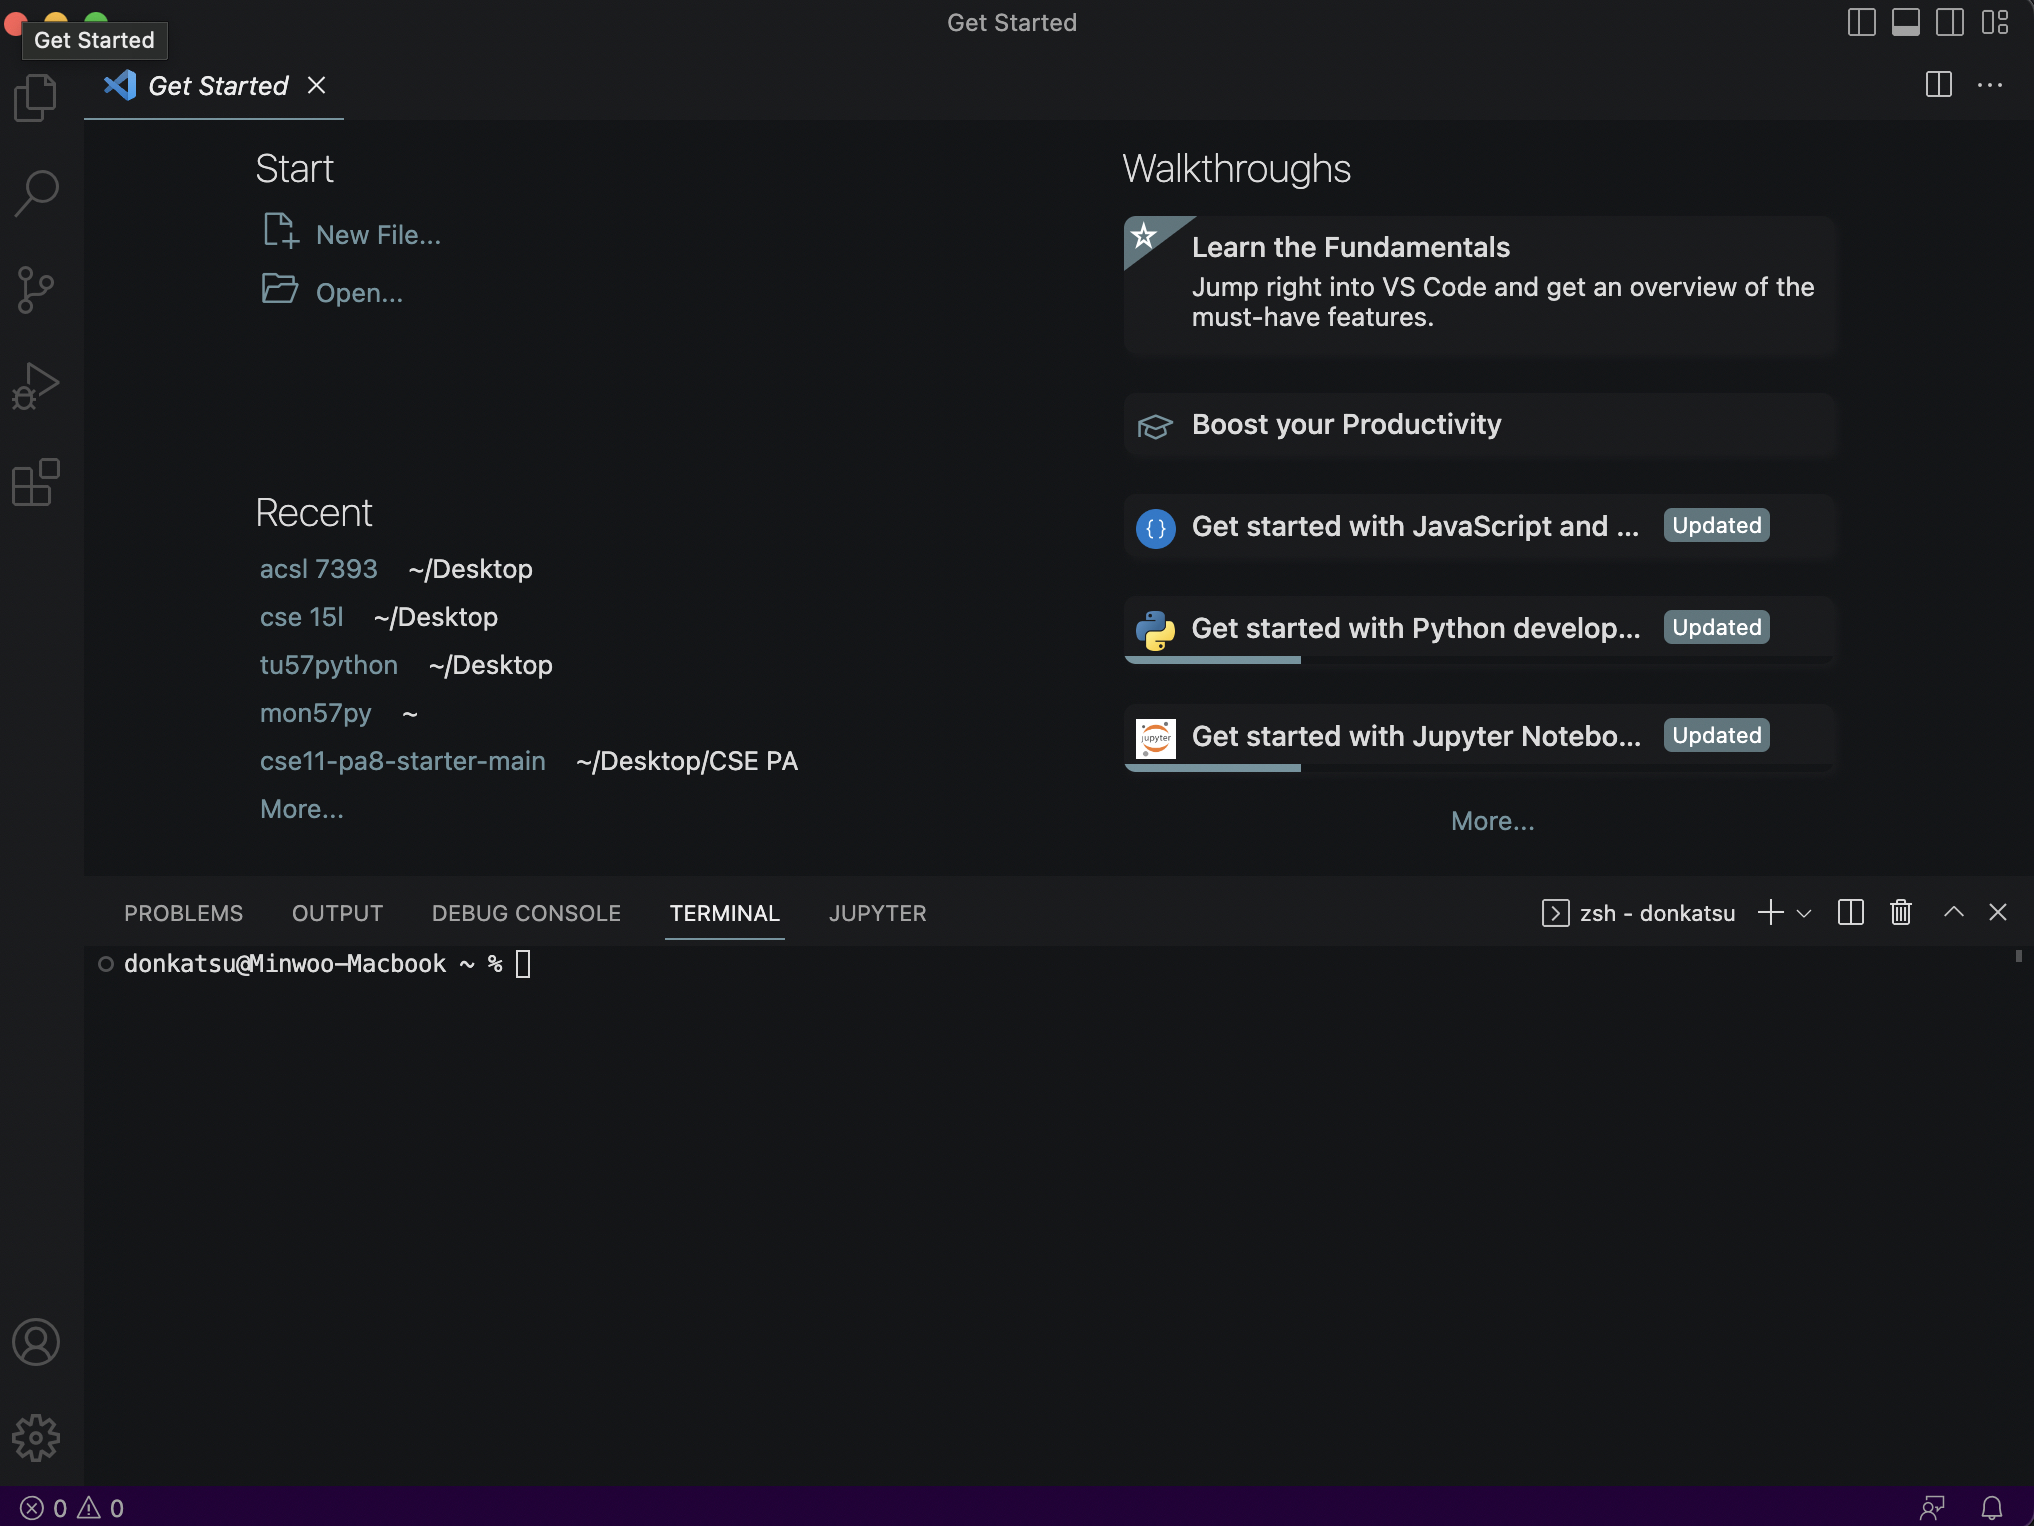 Get Started
Get Started
Get Started
Start
New File...
Open...
Recent
acsl 7393 ~/Desktop
cse 15l ~/Desktop
tu57python ~/Desktop
mon57py ~
cse11-pa8-starter-main ~/Desktop/CSE PA
More...
Walkthroughs
Learn the Fundamentals
Jump right into VS Code and get an overview of the
must-have features.
Boost your Productivity
Get started with JavaScript and ... Updated
Get started with Python develop... Updated
jupyter
Get started with Jupyter Notebo... Updated
More...
PROBLEMS OUTPUT DEBUG CONSOLE TERMINAL JUPYTER zsh - donkatsu
donkatsu@Minwoo-Macbook ~ %
0 0